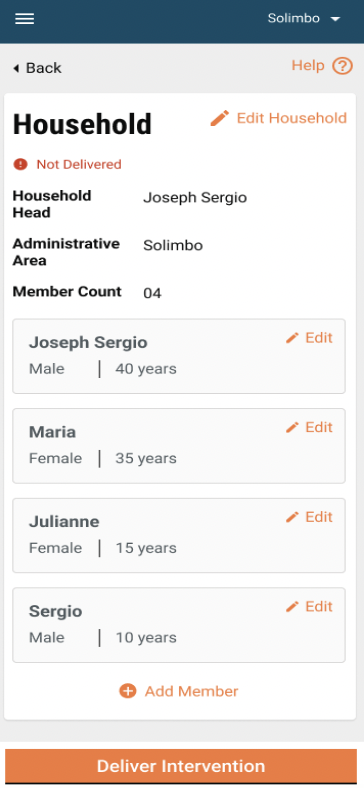 Solimbo
Back
Help
Household
Edit Household
Not Delivered
Household Head
Joseph Sergio
Administrative Area
Solimbo
Member Count
04
Joseph Sergio
Edit
Male | 40 years
Maria
Edit
Female | 35 years
Julianne
Edit
Female | 15 years
Sergio
Edit
Male | 10 years
Add Member
Deliver Intervention